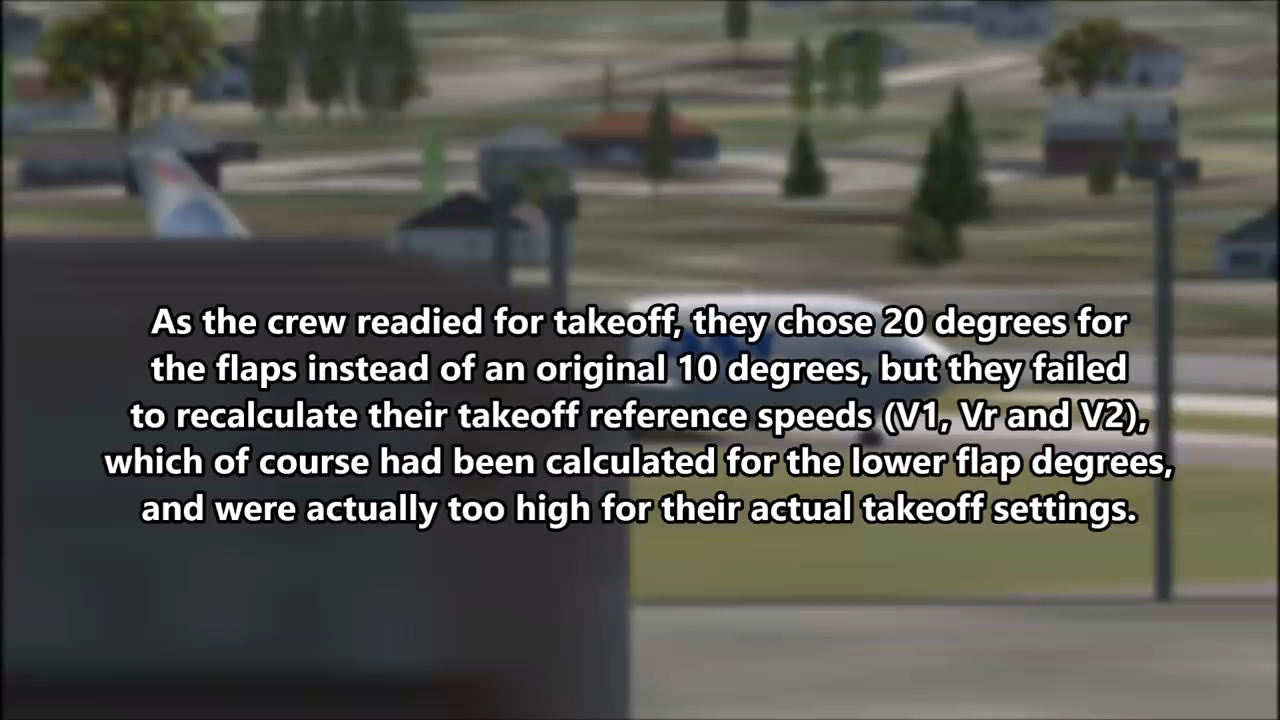 As the crew readied for takeoff, they chose 20 degrees for
the flaps instead of an original 10 degrees, but they failed
to recalculate their takeoff reference speeds (V1, Vr and V2),
which of course had been calculated for the lower flap degrees,
and were actually too high for their actual takeoff settings.